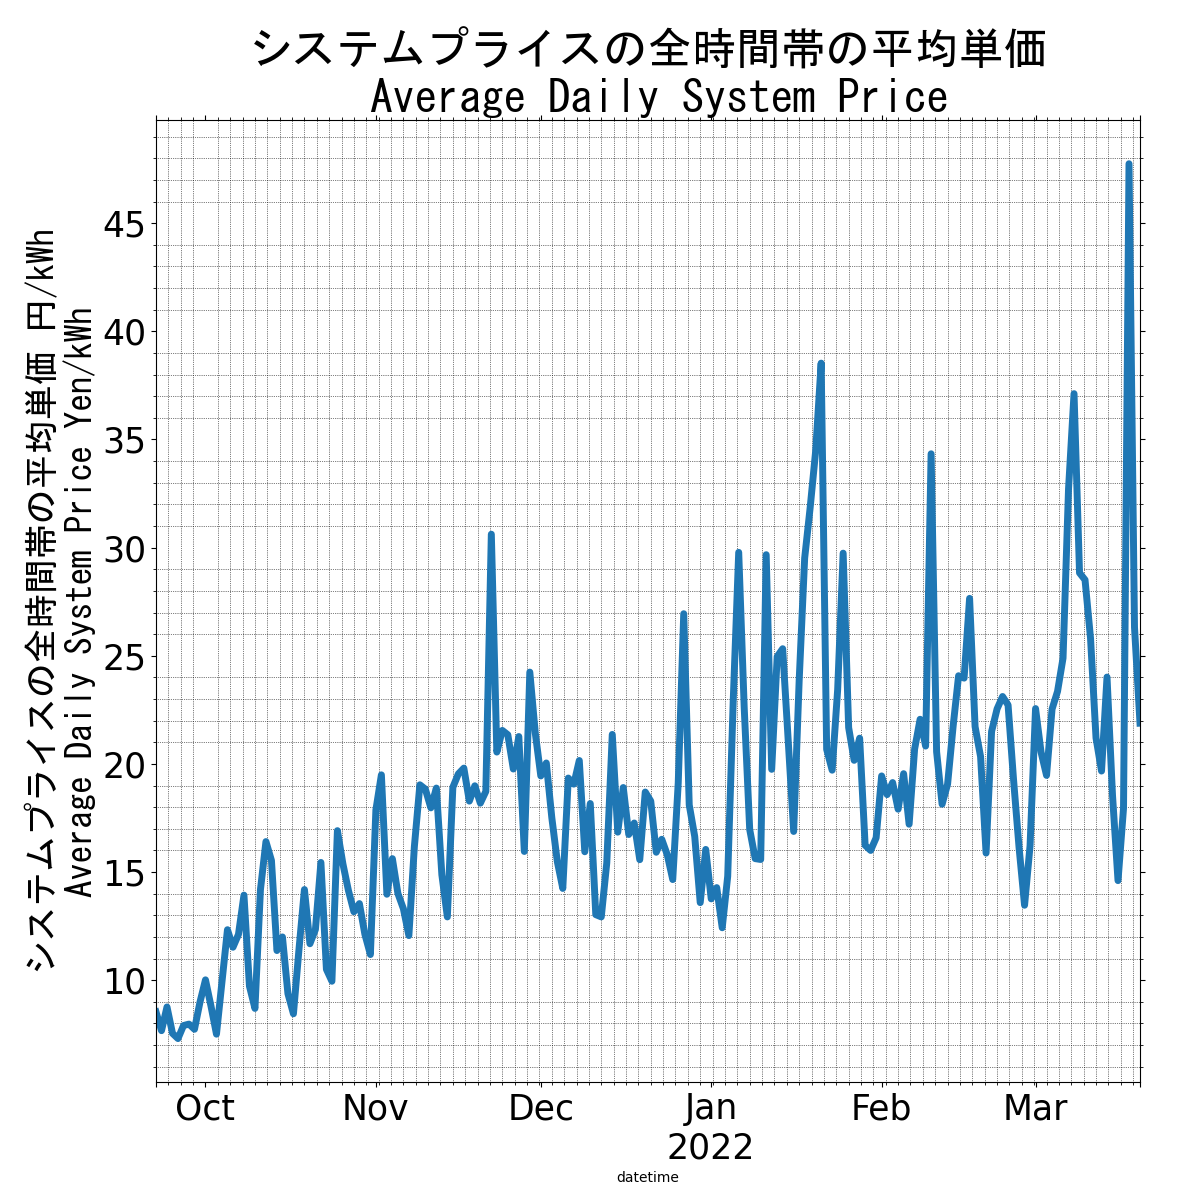 システムプライスの全時間帯の平均単価
Average Daily System Price
システムプライスの全時間帯の平均単価 円/kWh
Average Daily System Price Yen/kWh
45
40
35
30
25
20
15
10
Oct
Nov
Dec
Jan
2022
Feb
Mar
datetime